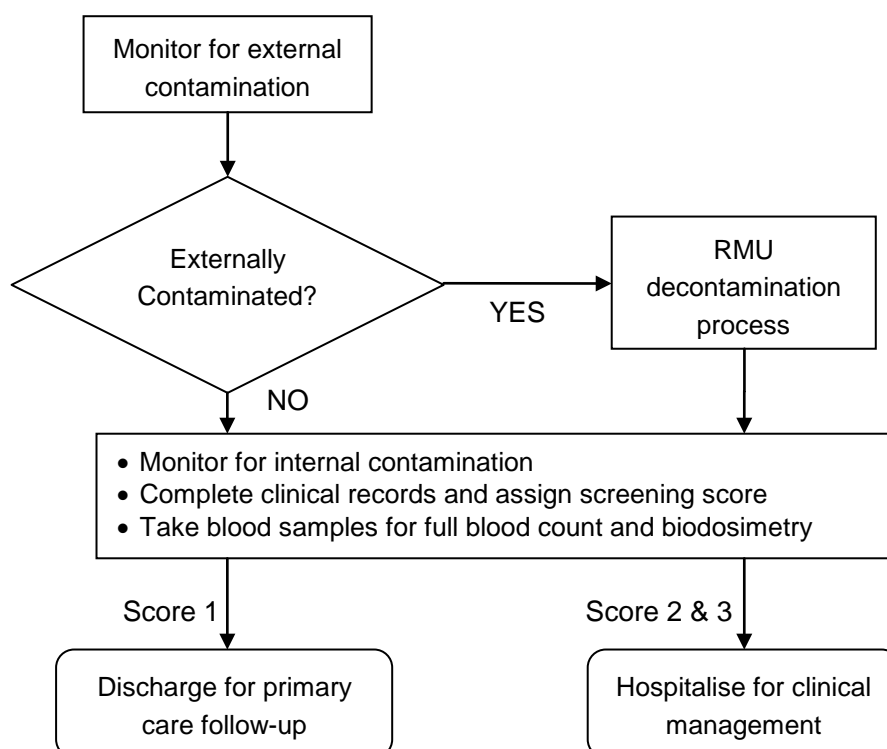 Monitor for external
contamination
Externally
Contaminated?
YES
RMU
decontamination
process
NO
• Monitor for internal contamination
• Complete clinical records and assign screening score
• Take blood samples for full blood count and biodosimetry
Score 1
Score 2 & 3
Discharge for primary
care follow-up
Hospitalise for clinical
management